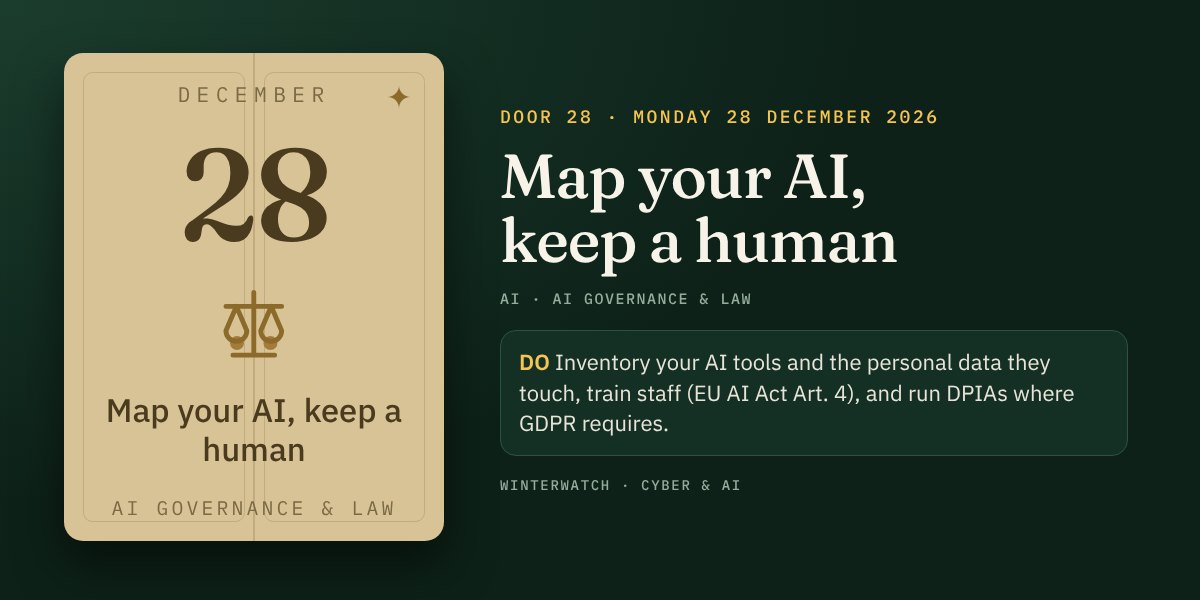 DECEMBER
28
Map your AI, keep a
human
AI GOVERNANCE & LAW
DOOR 28 · MONDAY 28 DECEMBER 2026
Map your AI,
keep a human
AI · AI GOVERNANCE & LAW
DO Inventory your AI tools and the personal data they
touch, train staff (EU AI Act Art. 4), and run DPIAs where
GDPR requires.
WINTERWATCH · CYBER & AI